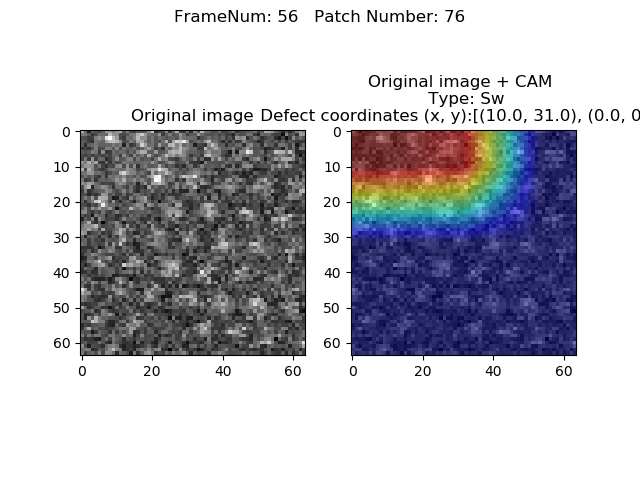 FrameNum: 56   Patch Number: 76
Original image + CAM
Type: Sw
Original image
Defect coordinates (x, y):[(10.0, 31.0), (0.0, 0
0
10
20
30
40
50
60
0 20 40 60
0
10
20
30
40
50
60
0 20 40 60